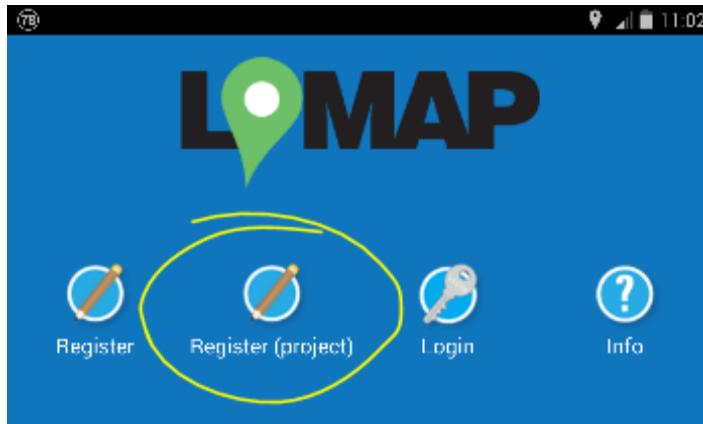 78
11:02
LOMAP
Register
Register (project)
Login
Info